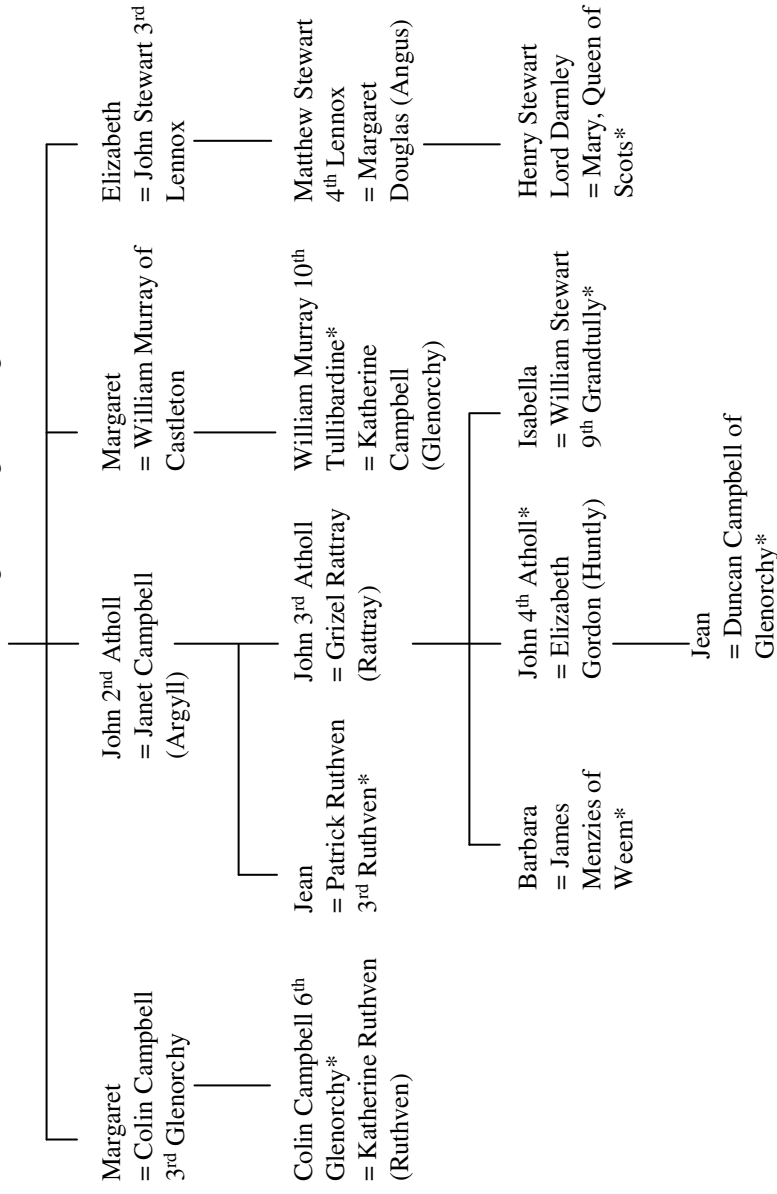 Margaret
= Colin Campbell
3rd Glenorchy
John 2nd Atholl
= Janet Campbell
(Argyll)
Margaret
= William Murray of
Castleton
Elizabeth
= John Stewart 3rd
Lennox
Colin Campbell 6th
Glenorchy*
= Katherine Ruthven
(Ruthven)
Jean
= Patrick Ruthven
3rd Ruthven*
John 3rd Atholl
= Grizel Rattray
(Rattray)
William Murray 10th
Tullibardine*
= Katherine
Campbell
(Glenorchy)
Matthew Stewart
4th Lennox
= Margaret
Douglas (Angus)
Barbara
= James
Menzies of
Weem*
John 4th Atholl*
= Elizabeth
Gordon (Huntly)
Isabella
= William Stewart
9th Grandtully*
Henry Stewart
Lord Darnley
= Mary, Queen of
Scots*
Jean
= Duncan Campbell of
Glenorchy*